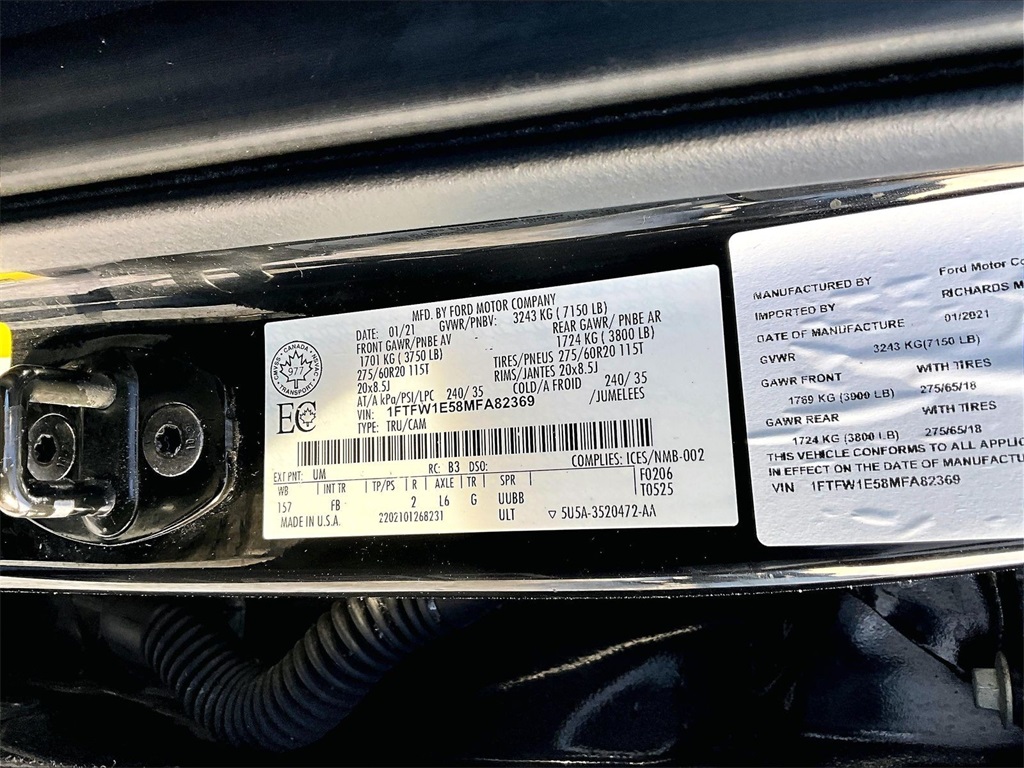 MFD. BY FORD MOTOR COMPANY
DATE: 01/21 GVWR/PNBV: 3243 KG ( 7150 LB)
FRONT GAWR/PNBE AV REAR GAWR/ PNBE AR
1701 KG ( 3750 LB) 1724 KG ( 3800 LB)
275/60R20 115T TIRES/PNEUS 275/60R20 115T
20x8.5J RIMS/JANTES 20x8.5J
AT/A kPa/PSI/LPC 240/ 35 COLD/A FROID 240/ 35
VIN: 1FTFW1E58MFA82369 /JUMELEES
TYPE: TRU/CAM
CANADA
977
TRANSPORT
EC
EXT PNT: UM RC: B3 DSO: COMPLIES: ICES/NMB-002
WB INT TR TP/PS R AXLE TR SPR F0206
157 FB 2 L6 G UUBB T0525
MADE IN U.S.A. 2202101268231 ULT ▽ 5U5A-3520472-AA
MANUFACTURED BY Ford Motor Co
IMPORTED BY RICHARDS M
DATE OF MANUFACTURE 01/2021
GVWR 3243 KG(7150 LB)
GAWR FRONT WITH TIRES
1789 KG (3909 LB) 275/65/18
GAWR REAR WITH TIRES
1724 KG (3800 LB) 275/65/18
THIS VEHICLE CONFORMS TO ALL APPLIC
IN EFFECT ON THE DATE OF MANUFACTU
VIN 1FTFW1E58MFA82369